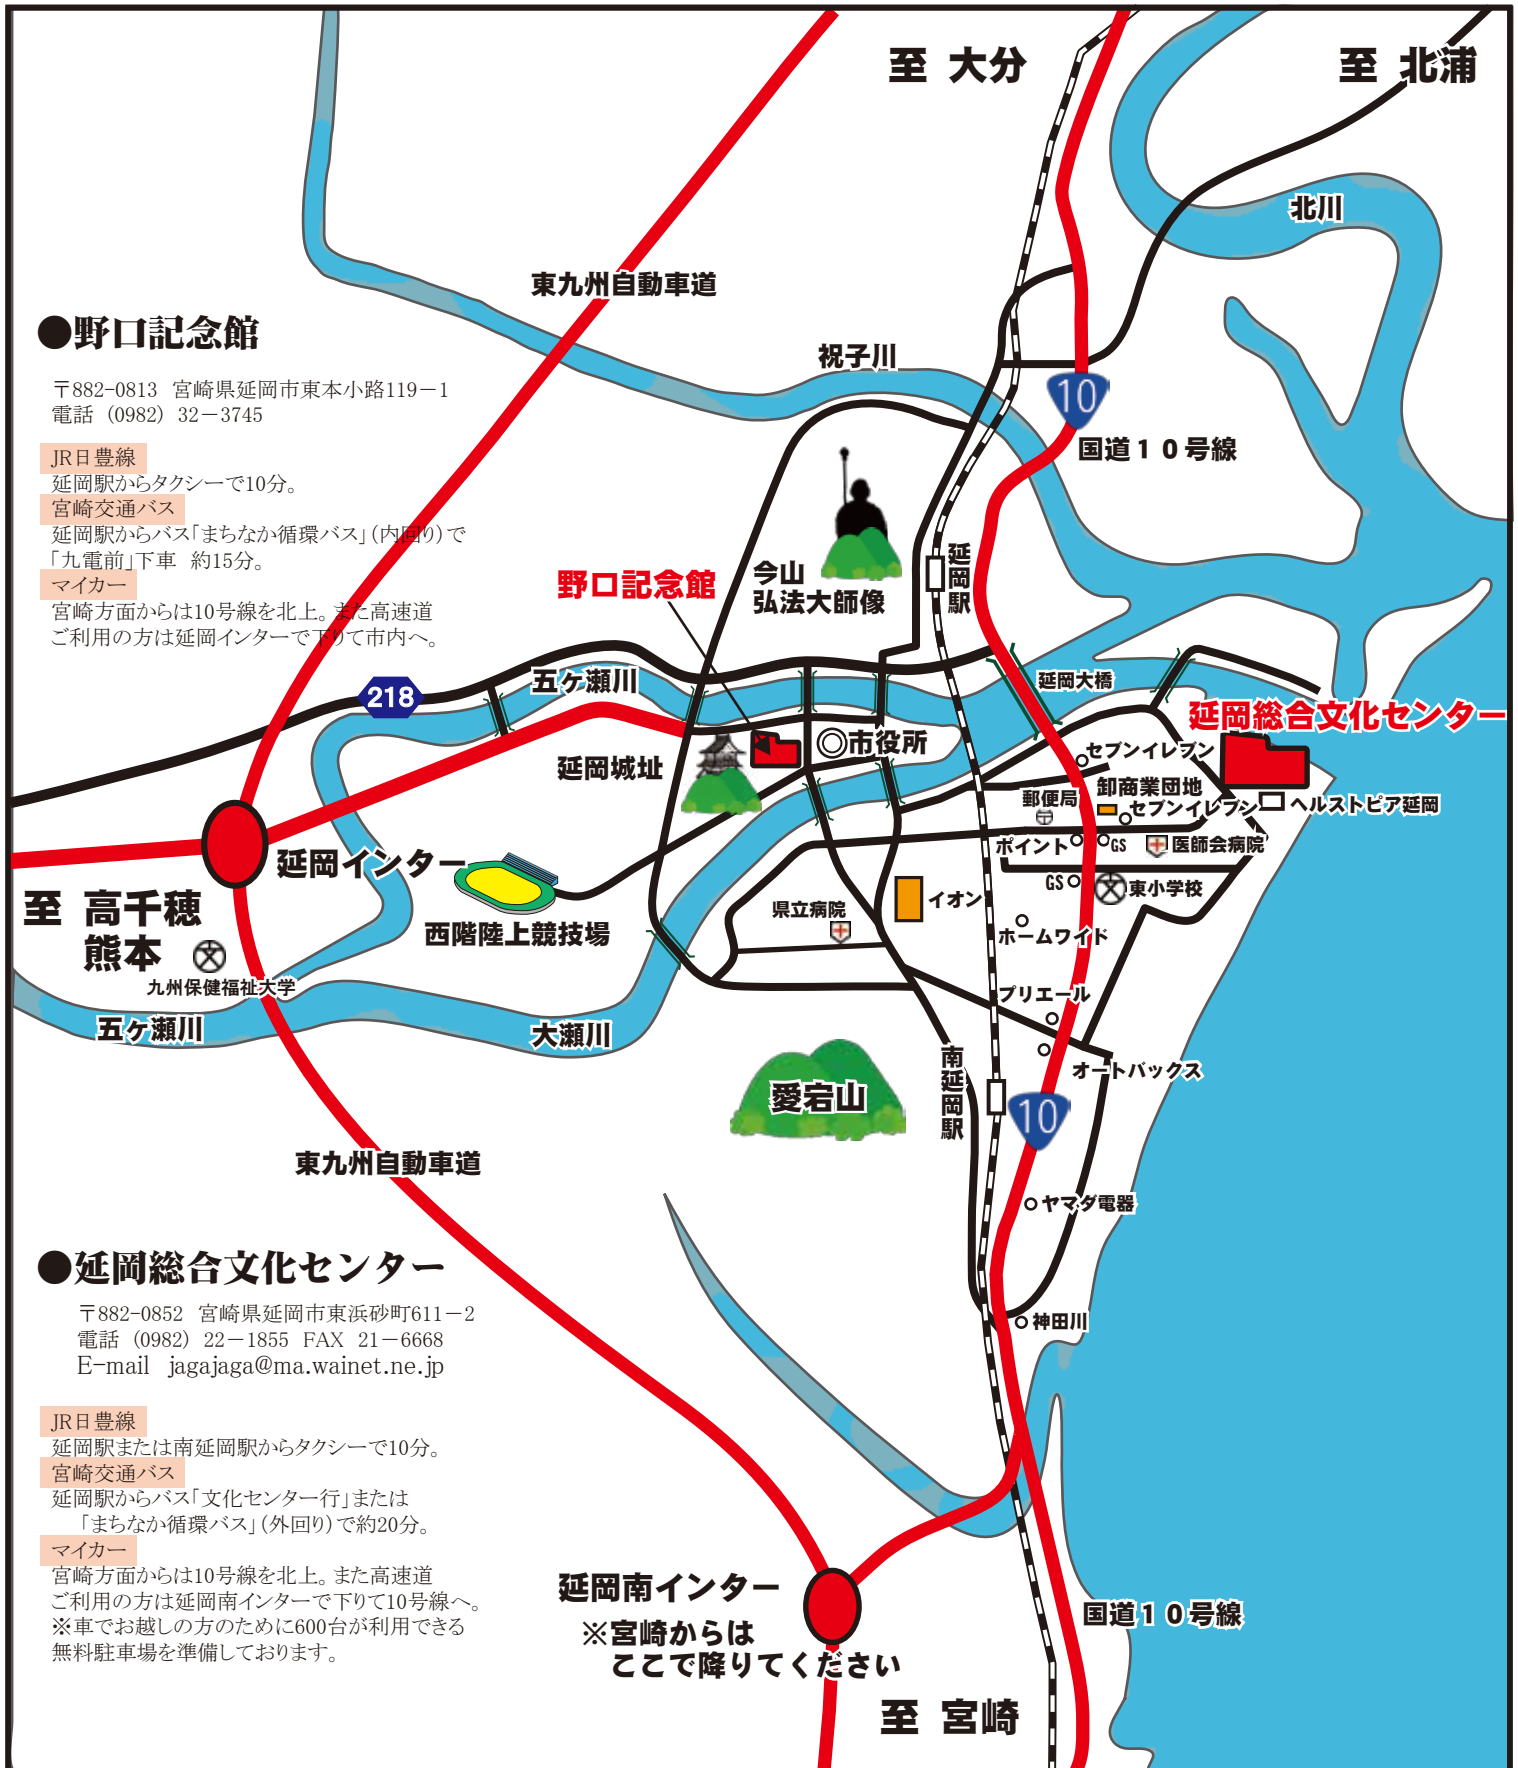 至 大分
至 北浦
北川
東九州自動車道
●野口記念館
〒882-0813 宮崎県延岡市東本小路119－1
電話 (0982) 32－3745
JR日豊線
延岡駅からタクシーで10分。
宮崎交通バス
延岡駅からバス「まちなか循環バス」(内回り)で
「九電前」下車 約15分。
マイカー
宮崎方面からは10号線を北上。また高速道
ご利用の方は延岡インターで下りて市内へ。
祝子川
10
国道１０号線
延岡駅
今山
弘法大師像
野口記念館
五ヶ瀬川
218
延岡大橋
延岡総合文化センター
市役所
延岡城址
セブンイレブン
卸商業団地
郵便局
セブンイレブン
ヘルストピア延岡
ポイント
GS
医師会病院
延岡インター
GS
東小学校
至 高千穂
熊本
西階陸上競技場
県立病院
イオン
ホームワイド
九州保健福祉大学
五ヶ瀬川
大瀬川
プリエール
南延岡駅
オートバックス
愛宕山
10
東九州自動車道
ヤマダ電器
●延岡総合文化センター
〒882-0852 宮崎県延岡市東浜砂町611－2
電話 (0982) 22－1855 FAX 21－6668
E-mail jagajaga@ma.wainet.ne.jp
神田川
JR日豊線
延岡駅または南延岡駅からタクシーで10分。
宮崎交通バス
延岡駅からバス「文化センター行」または
「まちなか循環バス」(外回り)で約20分。
マイカー
宮崎方面からは10号線を北上。また高速道
ご利用の方は延岡南インターで下りて10号線へ。
※車でお越しの方のために600台が利用できる
無料駐車場を準備しております。
延岡南インター
※宮崎からは
ここで降りてください
国道１０号線
至 宮崎